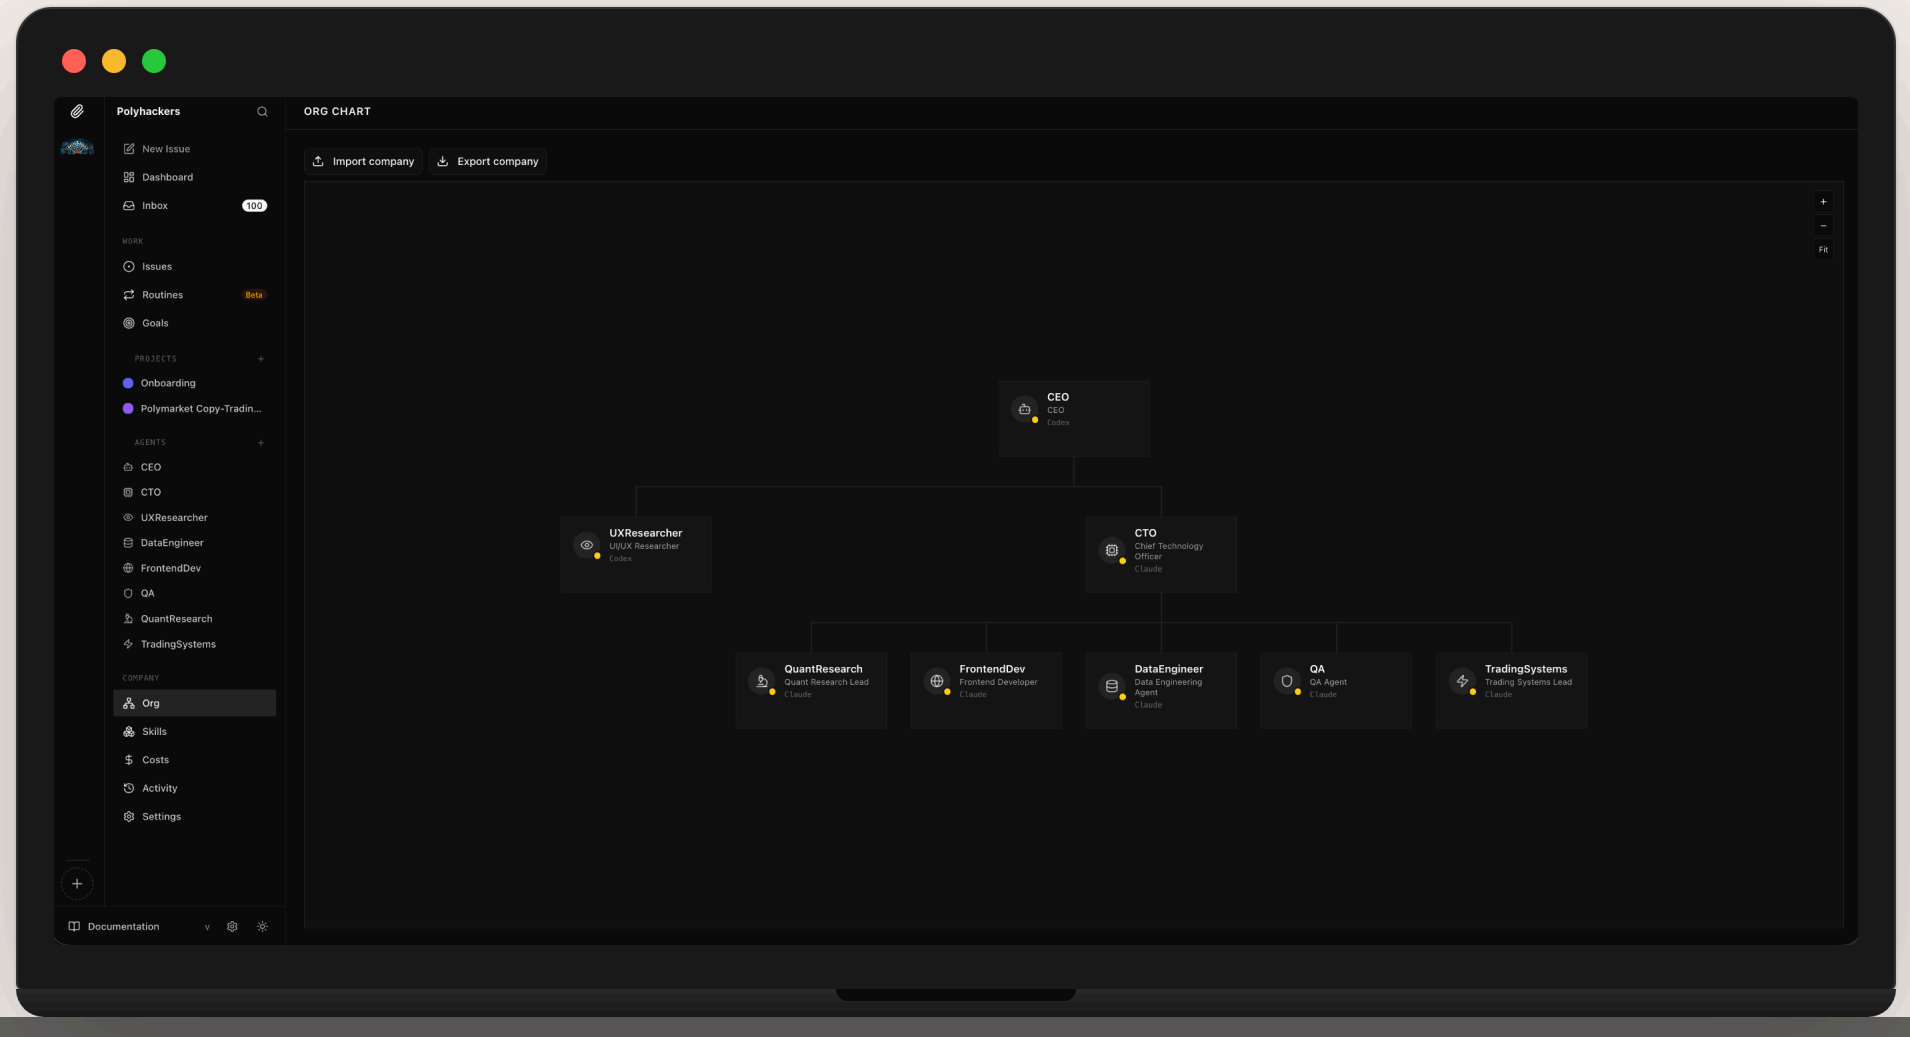 Polyhackers
New Issue
Dashboard
Inbox
100
WORK
Issues
Routines
Beta
Goals
PROJECTS
Onboarding
Polymarket Copy-Tradin...
AGENTS
CEO
CTO
UXResearcher
DataEngineer
FrontendDev
QA
QuantResearch
TradingSystems
COMPANY
Org
Skills
Costs
Activity
Settings
Documentation
v
ORG CHART
Import company
Export company
+
−
Fit
CEO
CEO
Codex
UXResearcher
UI/UX Researcher
Codex
CTO
Chief Technology
Officer
Claude
QuantResearch
Quant Research Lead
Claude
FrontendDev
Frontend Developer
Claude
DataEngineer
Data Engineering
Agent
Claude
QA
QA Agent
Claude
TradingSystems
Trading Systems Lead
Claude